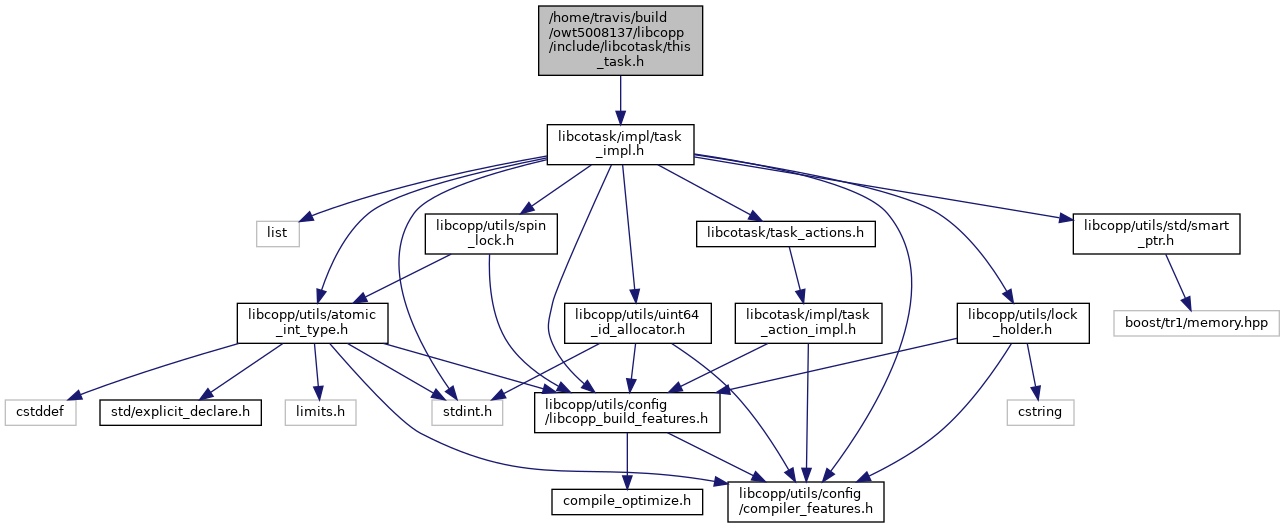 /home/travis/build
/owt5008137/libcopp
/include/libcotask/this
_task.h
libcotask/impl/task
_impl.h
list
libcopp/utils/spin
_lock.h
libcotask/task_actions.h
libcopp/utils/std/smart
_ptr.h
libcopp/utils/atomic
_int_type.h
libcopp/utils/uint64
_id_allocator.h
libcotask/impl/task
_action_impl.h
libcopp/utils/lock
_holder.h
boost/tr1/memory.hpp
cstddef
std/explicit_declare.h
limits.h
stdint.h
libcopp/utils/config
/libcopp_build_features.h
cstring
compile_optimize.h
libcopp/utils/config
/compiler_features.h